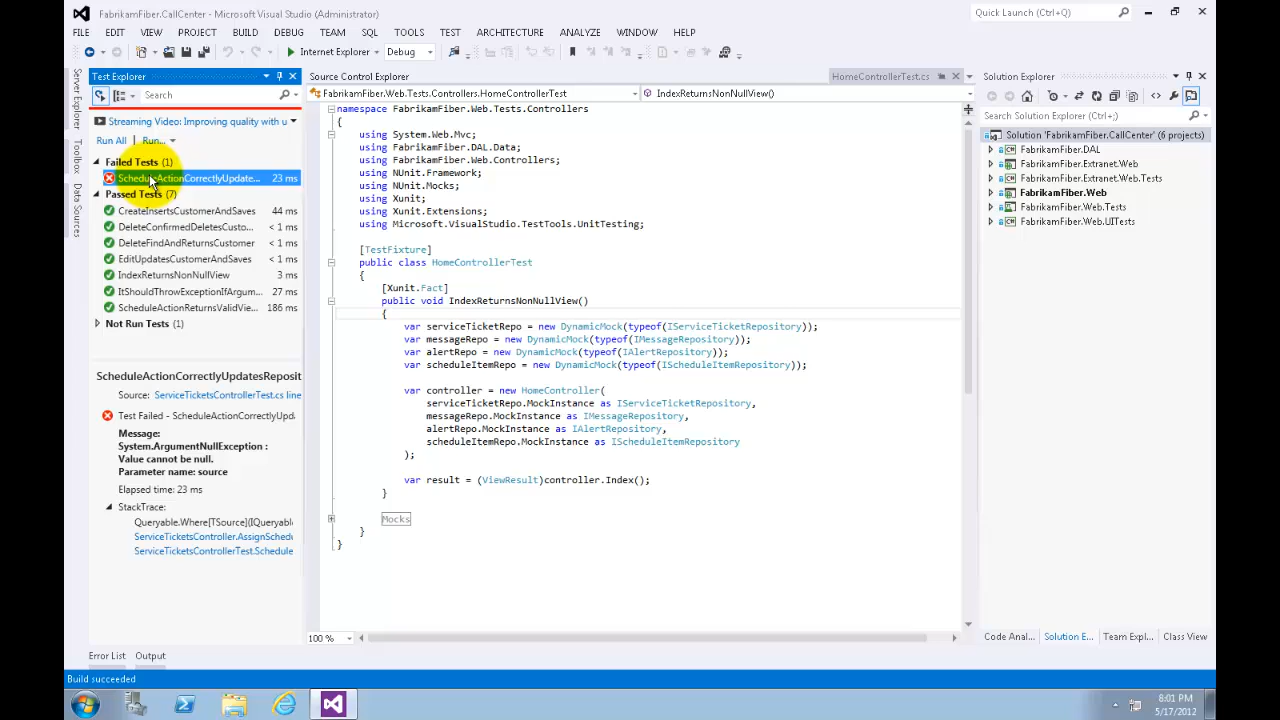 FabrikamFiber.CallCenter - Microsoft Visual Studio (Administrator)
Quick Launch (Ctrl+Q)
FILE EDIT VIEW PROJECT BUILD DEBUG TEAM SQL TOOLS TEST ARCHITECTURE ANALYZE WINDOW HELP
Internet Explorer Debug
Server Explorer
Toolbox
Data Sources
Test Explorer
Search
Streaming Video: Improving quality with u
Run All | Run...
Failed Tests (1)
ScheduleActionCorrectlyUpdate... 23 ms
Passed Tests (7)
CreateInsertsCustomerAndSaves 44 ms
DeleteConfirmedDeletesCusto... < 1 ms
DeleteFindAndReturnsCustomer < 1 ms
EditUpdatesCustomerAndSaves < 1 ms
IndexReturnsNonNullView 3 ms
ItShouldThrowExceptionIfArgum... 27 ms
ScheduleActionReturnsValidVie... 186 ms
Not Run Tests (1)
ScheduleActionCorrectlyUpdatesReposit
Source: ServiceTicketsControllerTest.cs line
Test Failed - ScheduleActionCorrectlyUpda
Message:
System.ArgumentNullException :
Value cannot be null.
Parameter name: source
Elapsed time: 23 ms
StackTrace:
Queryable.Where[TSource](IQueryabl
ServiceTicketsController.AssignSched
ServiceTicketsControllerTest.Schedule
Source Control Explorer
HomeControllerTest.cs
FabrikamFiber.Web.Tests.Controllers.HomeControllerTest
IndexReturnsNonNullView()
namespace FabrikamFiber.Web.Tests.Controllers
{
using System.Web.Mvc;
using FabrikamFiber.DAL.Data;
using FabrikamFiber.Web.Controllers;
using NUnit.Framework;
using NUnit.Mocks;
using Xunit;
using Xunit.Extensions;
using Microsoft.VisualStudio.TestTools.UnitTesting;
[TestFixture]
public class HomeControllerTest
{
[Xunit.Fact]
public void IndexReturnsNonNullView()
{
var serviceTicketRepo = new DynamicMock(typeof(IServiceTicketRepository));
var messageRepo = new DynamicMock(typeof(IMessageRepository));
var alertRepo = new DynamicMock(typeof(IAlertRepository));
var scheduleItemRepo = new DynamicMock(typeof(IScheduleItemRepository));
var controller = new HomeController(
serviceTicketRepo.MockInstance as IServiceTicketRepository,
messageRepo.MockInstance as IMessageRepository,
alertRepo.MockInstance as IAlertRepository,
scheduleItemRepo.MockInstance as IScheduleItemRepository
);
var result = (ViewResult)controller.Index();
}
Mocks
}
}
100 %
Solution Explorer
Search Solution Explorer (Ctrl+;)
Solution 'FabrikamFiber.CallCenter' (6 projects)
FabrikamFiber.DAL
FabrikamFiber.Extranet.Web
FabrikamFiber.Extranet.Web.Tests
FabrikamFiber.Web
FabrikamFiber.Web.Tests
FabrikamFiber.Web.UITests
Code Anal... Solution E... Team Expl... Class View
Error List Output
Build succeeded
8:01 PM
5/17/2012